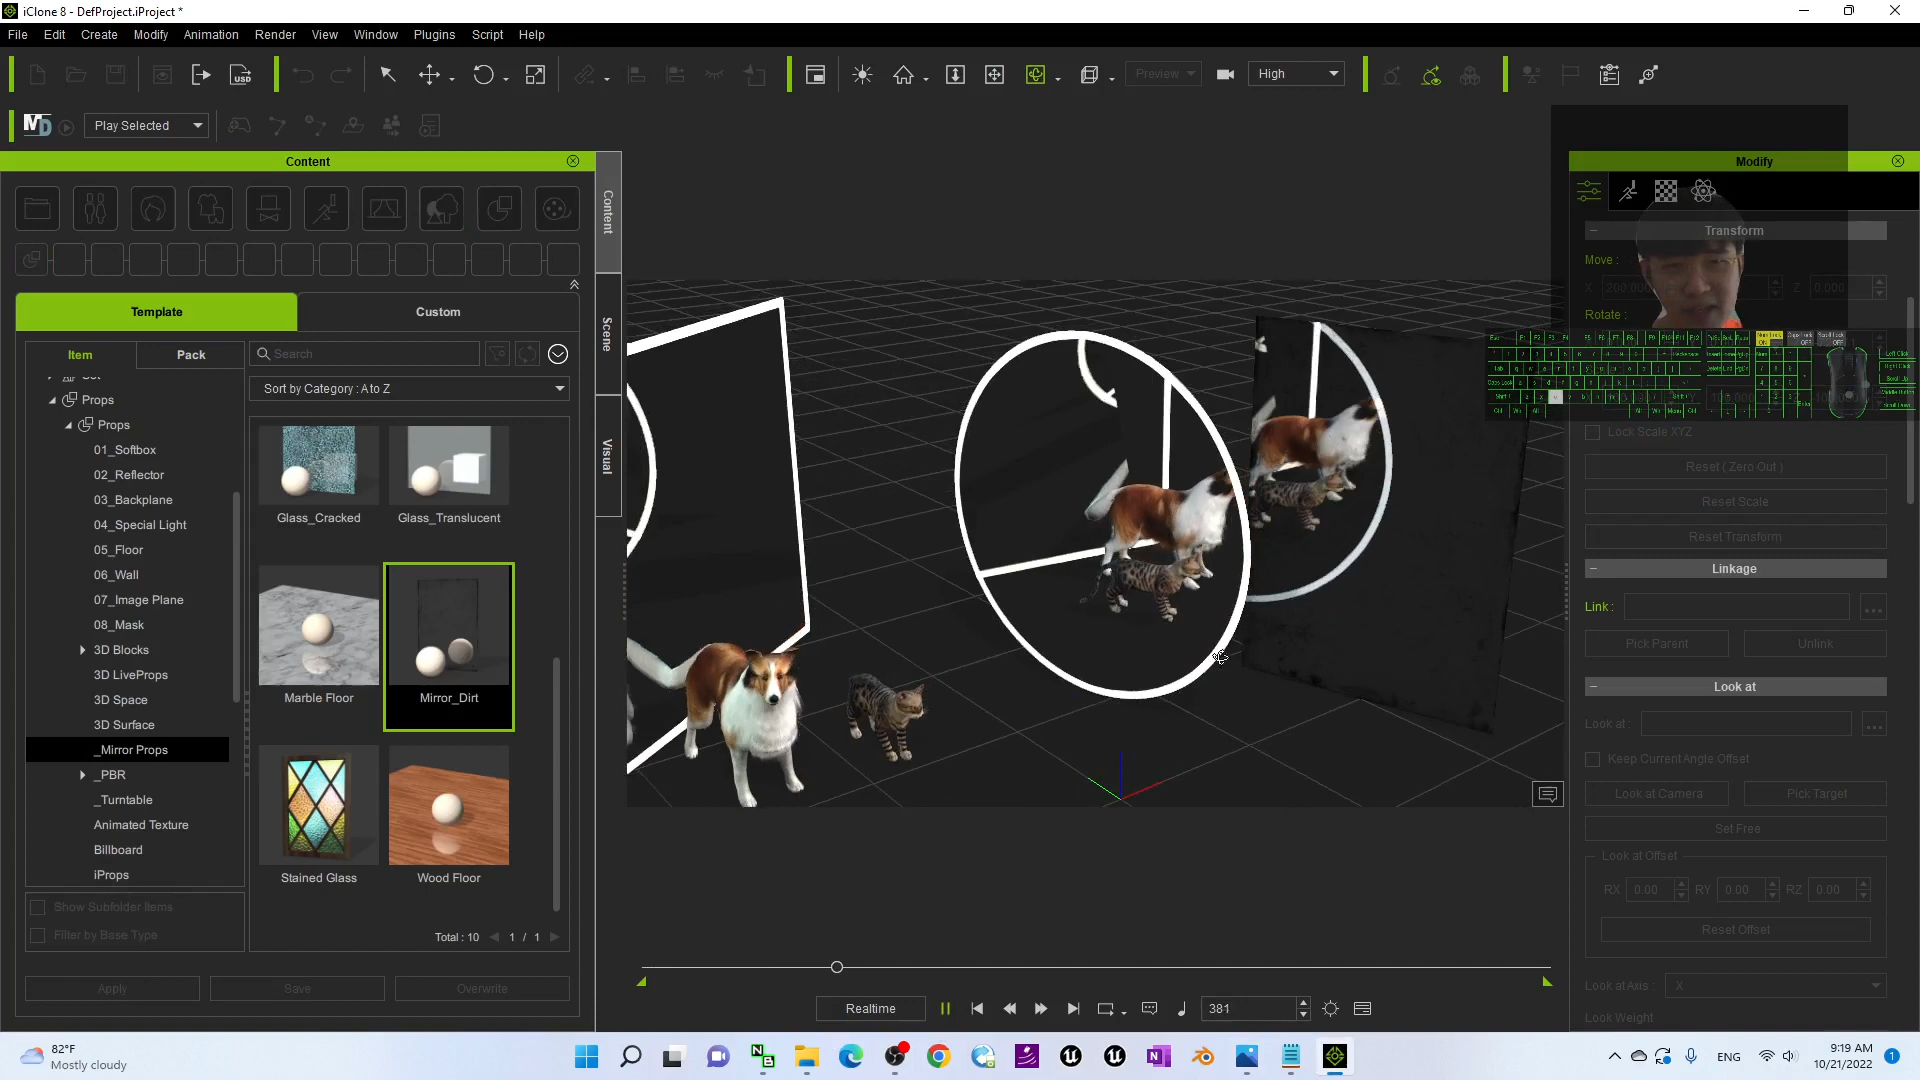 iClone 8 - DefProject.iProject *
File Edit Create Modify Animation Render View Window Plugins Script Help
USD
Preview
High
MD
Play Selected
Content
Modify
Content
Scene
Visual
Template
Custom
Item
Pack
Search
Sort by Category : A to Z
Props
Props
01_Softbox
02_Reflector
03_Backplane
04_Special Light
05_Floor
06_Wall
07_Image Plane
08_Mask
3D Blocks
3D LiveProps
3D Space
3D Surface
_Mirror Props
_PBR
_Turntable
Animated Texture
Billboard
iProps
Show Subfolder Items
Filter by Base Type
Glass_Cracked
Glass_Translucent
Marble Floor
Mirror_Dirt
Stained Glass
Wood Floor
Total : 10 1 / 1
Apply
Save
Overwrite
Transform
Move :
X 200.000 Z 0.000
Rotate :
Lock Scale XYZ
Reset ( Zero Out )
Reset Scale
Reset Transform
Linkage
Link :
Pick Parent
Unlink
Look at
Look at :
Keep Current Angle Offset
Look at Camera
Pick Target
Set Free
Look at Offset
RX 0.00 RY 0.00 RZ 0.00
Reset Offset
Look at Axis : X
Look Weight
Realtime
381
82°F
Mostly cloudy
ENG
9:19 AM
10/21/2022
1